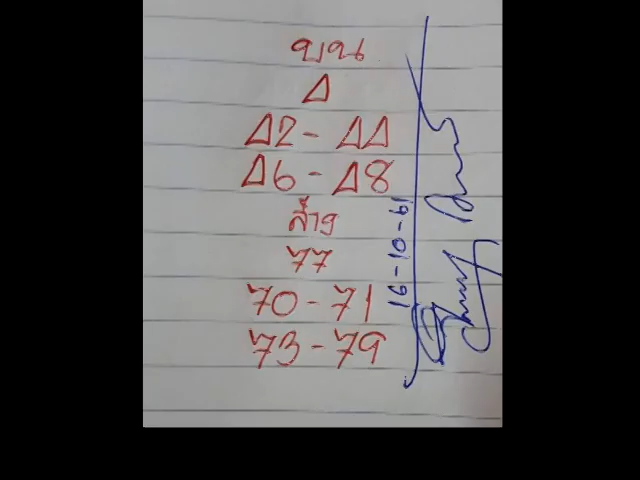 บน
Δ
Δ2 - ΔΔ
Δ6 - Δ8
ล่าง
77
70 - 71
73 - 79
16-10-61